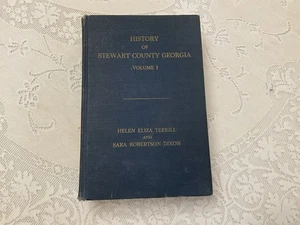 HISTORY
OF
STEWART COUNTY GEORGIA
VOLUME I
HELEN ELIZA TERRILL
AND
SARA ROBERTSON DIXON